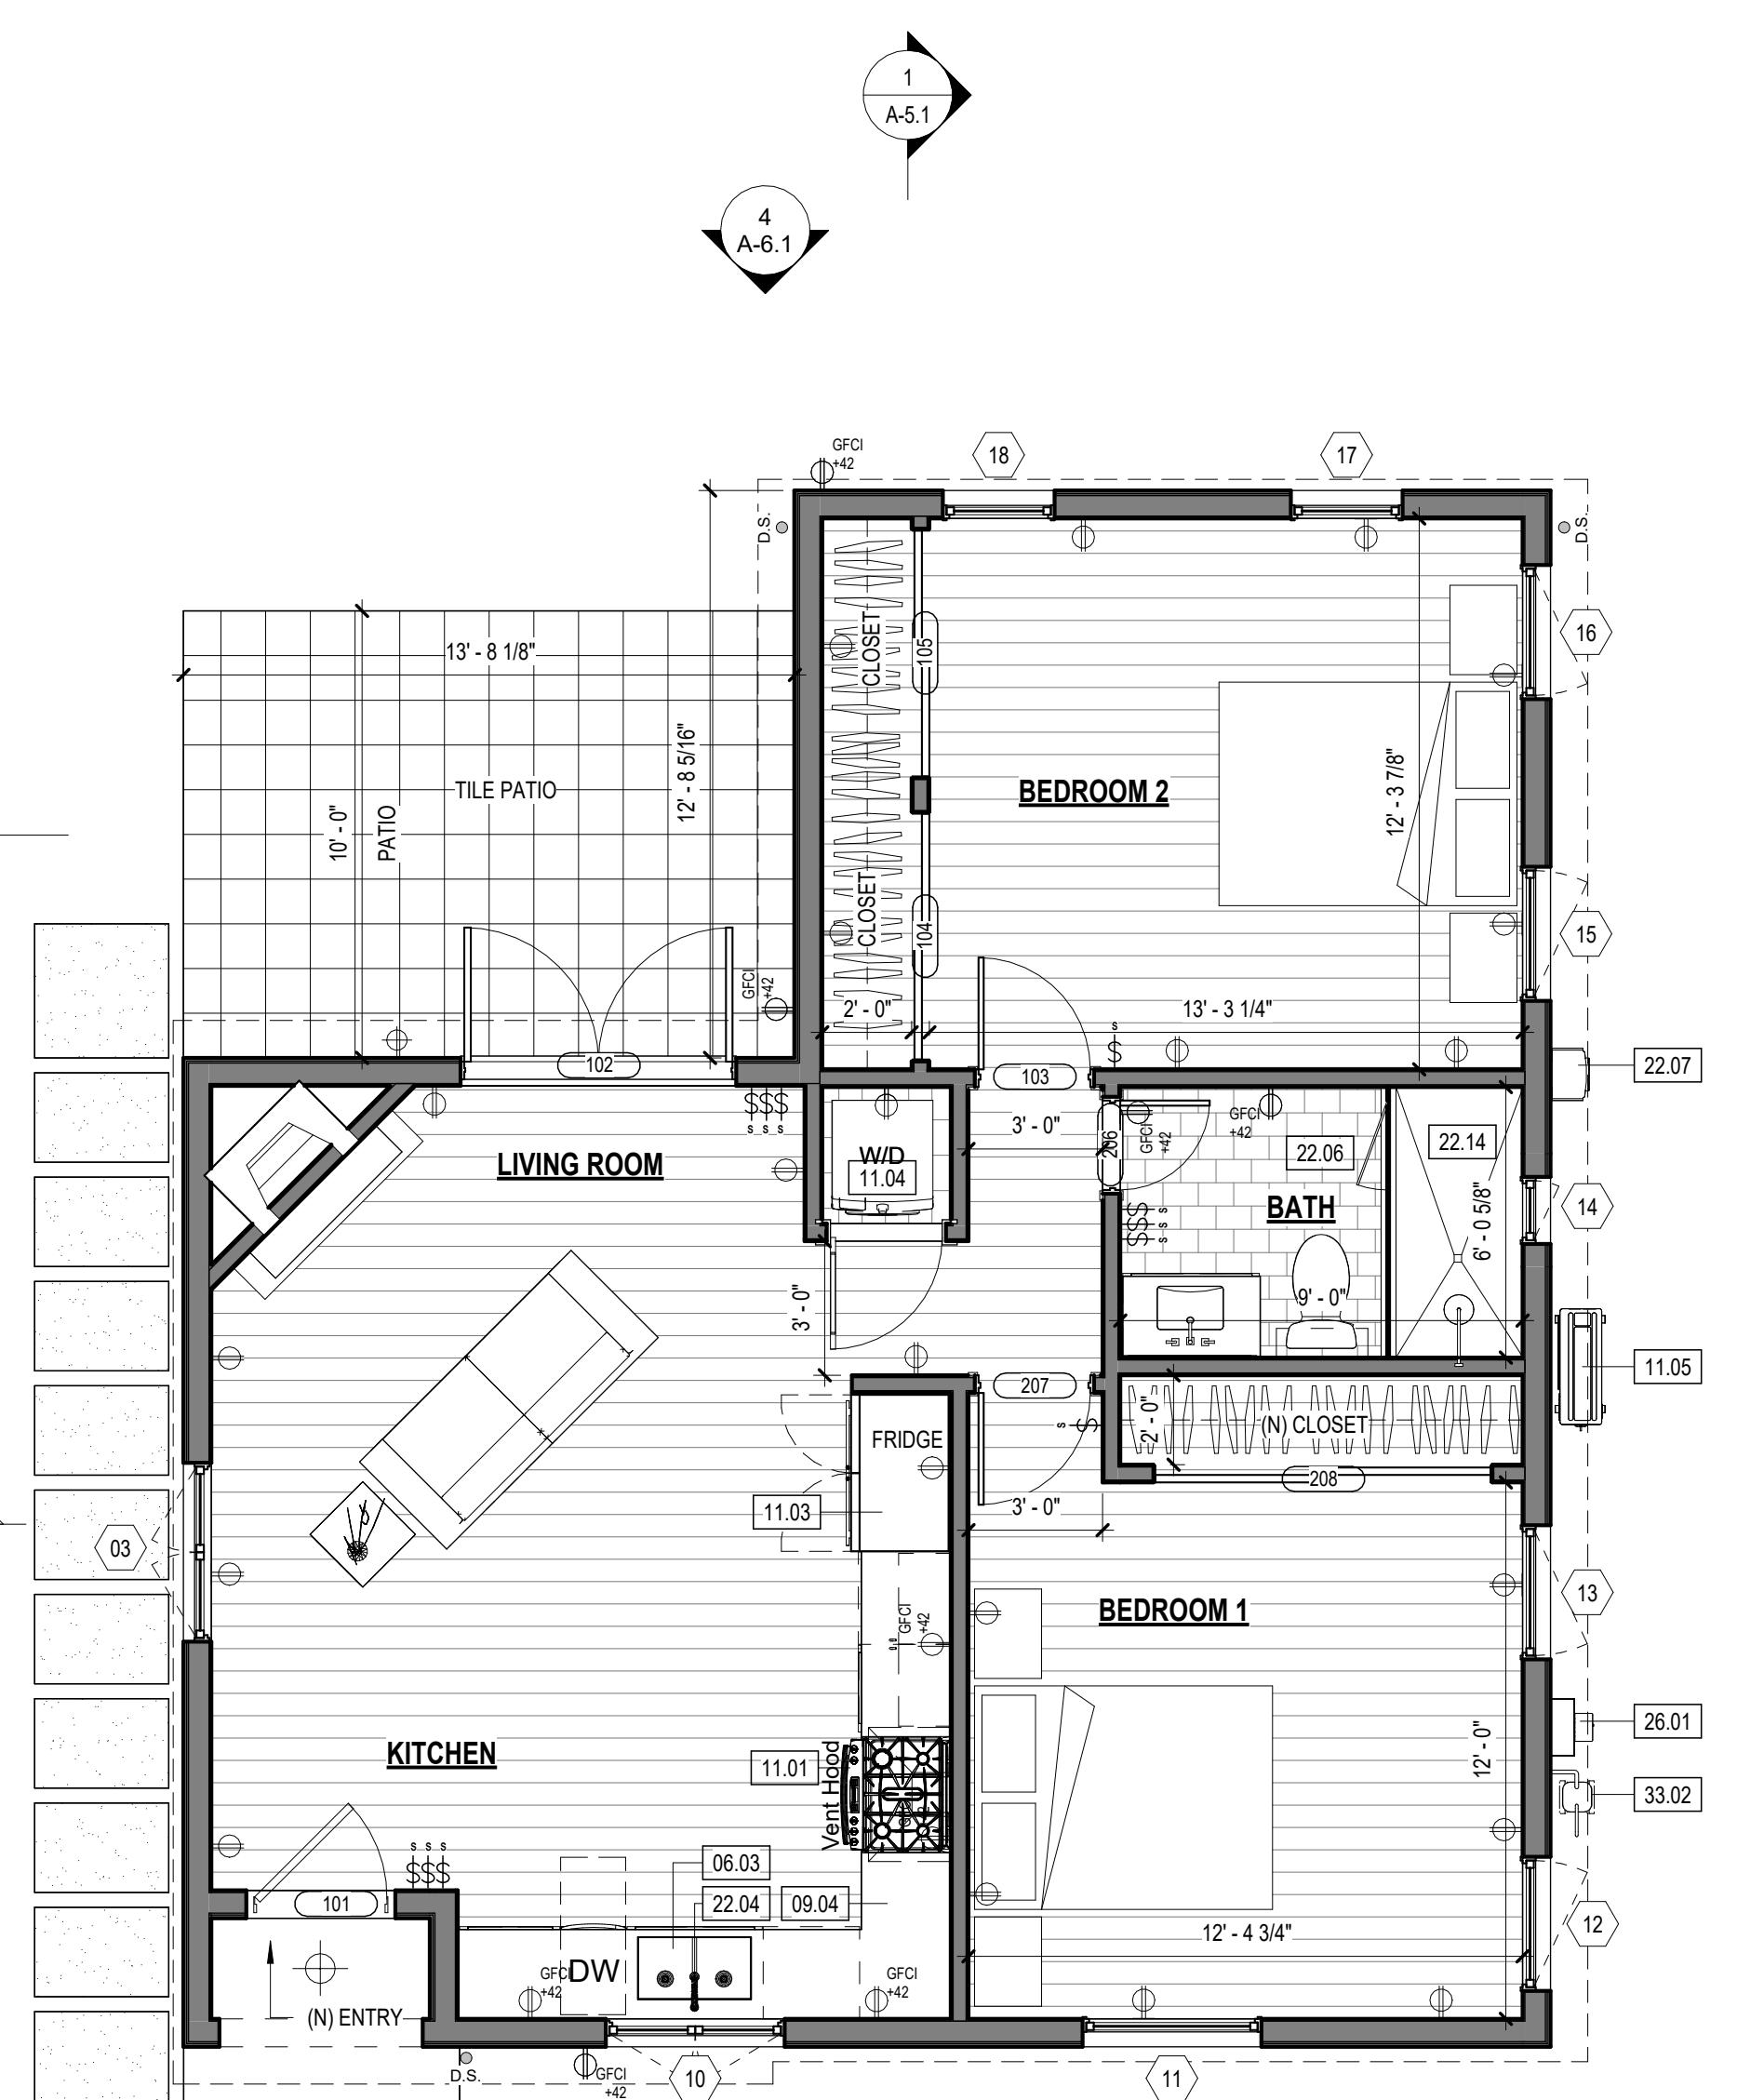 1
A-5.1
4
A-6.1
GFCI
+42
18
17
D.S.
D.S.
16
CLOSET
105
13' - 8 1/8"
12' - 8 5/16"
TILE PATIO
10' - 0"
PATIO
BEDROOM 2
12' - 3 7/8"
CLOSET
104
15
GFCI
+42
2' - 0"
13' - 3 1/4"
S
$
102
103
22.07
$$$
s s s
3' - 0"
206
GFCI
+42
GFCI
+42
22.06
22.14
LIVING ROOM
W/D
11.04
BATH
14
$$$
s s s
6' - 0 5/8"
3' - 0"
9' - 0"
11.05
207
s $
FRIDGE
2' - 0"
(N) CLOSET
208
11.03
3' - 0"
03
13
BEDROOM 1
GFCI
+42
26.01
12' - 0"
KITCHEN
11.01
Vent Hood
33.02
s s s
$$$
06.03
22.04
09.04
101
12
12' - 4 3/4"
DW
GFCI
+42
GFCI
+42
(N) ENTRY
D.S.
GFCI
+42
10
11